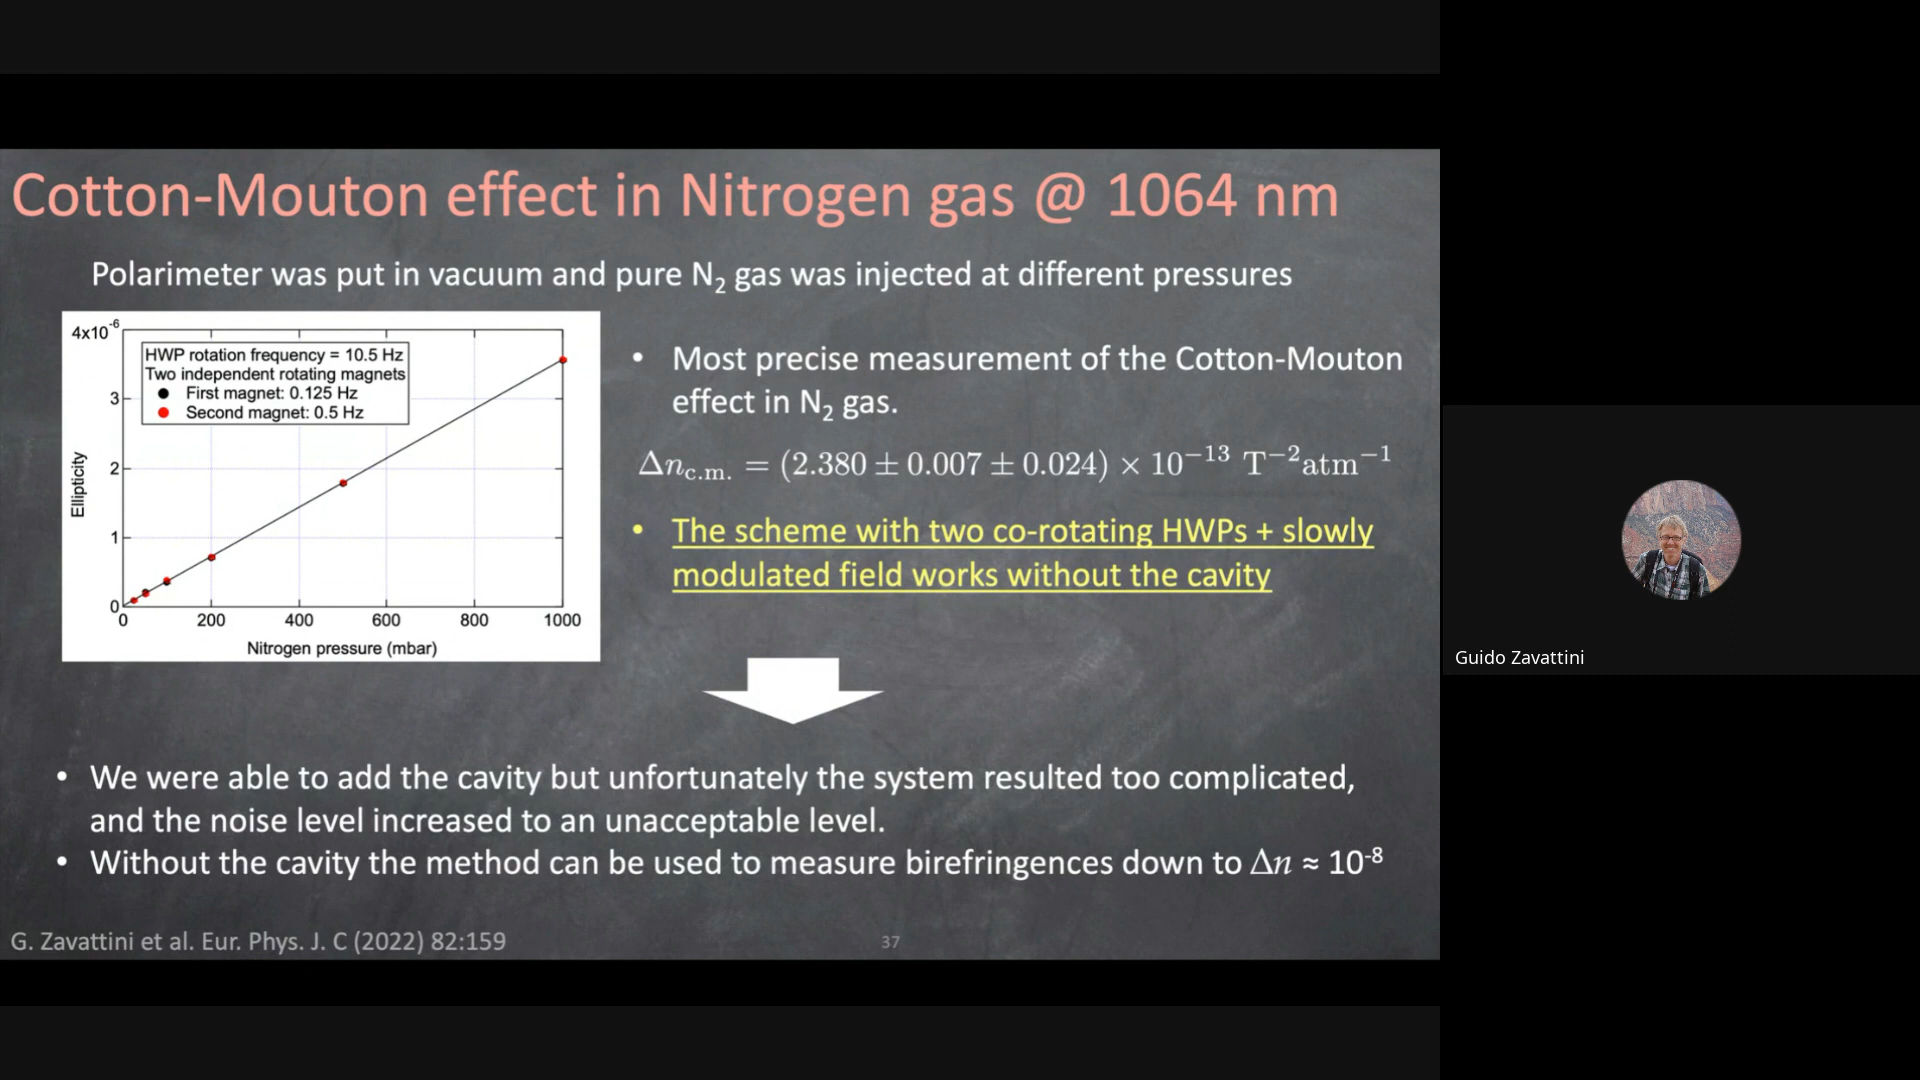 Cotton-Mouton effect in Nitrogen gas @ 1064 nm
Polarimeter was put in vacuum and pure N₂ gas was injected at different pressures
4x10⁻⁶
3
2
1
0
Ellipticity
HWP rotation frequency = 10.5 Hz
Two independent rotating magnets
First magnet: 0.125 Hz
Second magnet: 0.5 Hz
0 200 400 600 800 1000
Nitrogen pressure (mbar)
• Most precise measurement of the Cotton-Mouton
effect in N₂ gas.
Δn_c.m. = (2.380 ± 0.007 ± 0.024) × 10⁻¹³ T⁻²atm⁻¹
• The scheme with two co-rotating HWPs + slowly
modulated field works without the cavity
• We were able to add the cavity but unfortunately the system resulted too complicated,
and the noise level increased to an unacceptable level.
• Without the cavity the method can be used to measure birefringences down to Δn ≈ 10⁻⁸
G. Zavattini et al. Eur. Phys. J. C (2022) 82:159
37
Guido Zavattini